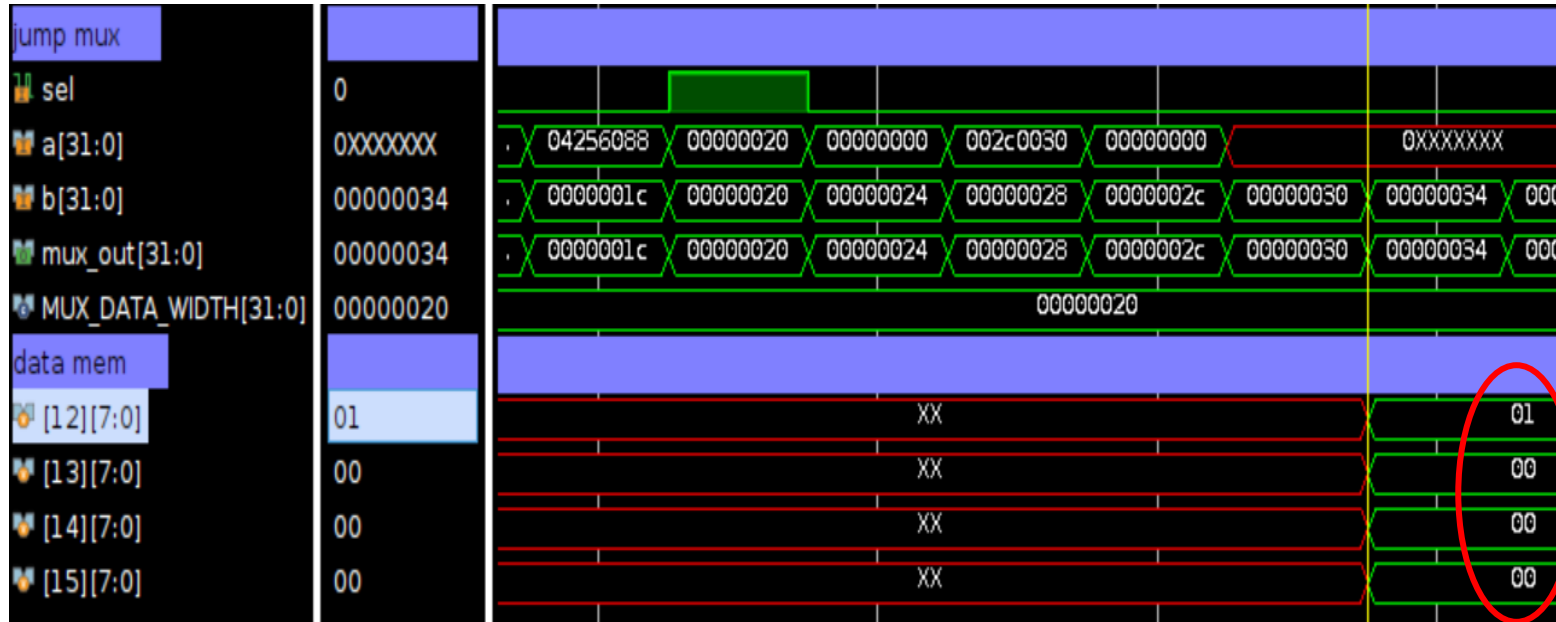 jump mux
sel 0
a[31:0] 0XXXXXXX . 04256088 00000020 00000000 002c0030 00000000 0XXXXXXX
b[31:0] 00000034 . 0000001c 00000020 00000024 00000028 0000002c 00000030 00000034 000
mux_out[31:0] 00000034 . 0000001c 00000020 00000024 00000028 0000002c 00000030 00000034 000
MUX_DATA_WIDTH[31:0] 00000020 00000020
data mem
[12][7:0] 01 XX 01
[13][7:0] 00 XX 00
[14][7:0] 00 XX 00
[15][7:0] 00 XX 00